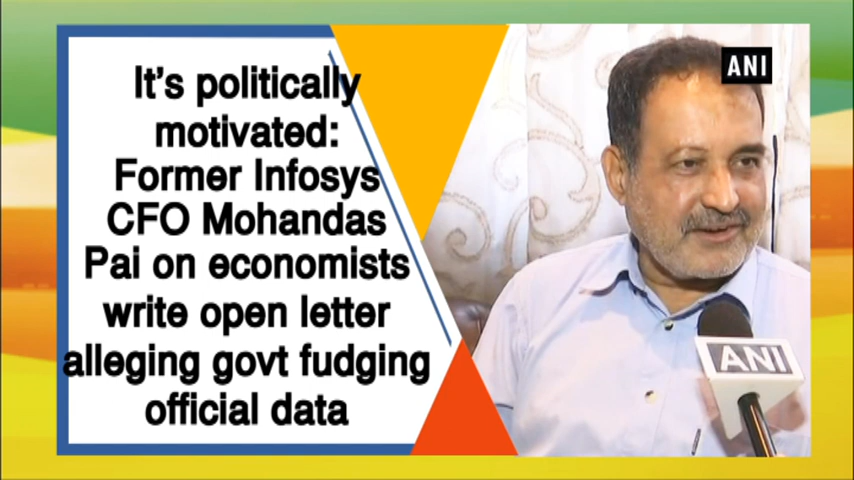 It's politically
motivated:
Former Infosys
CFO Mohandas
Pai on economists
write open letter
alleging govt fudging
official data
ANI
ANI